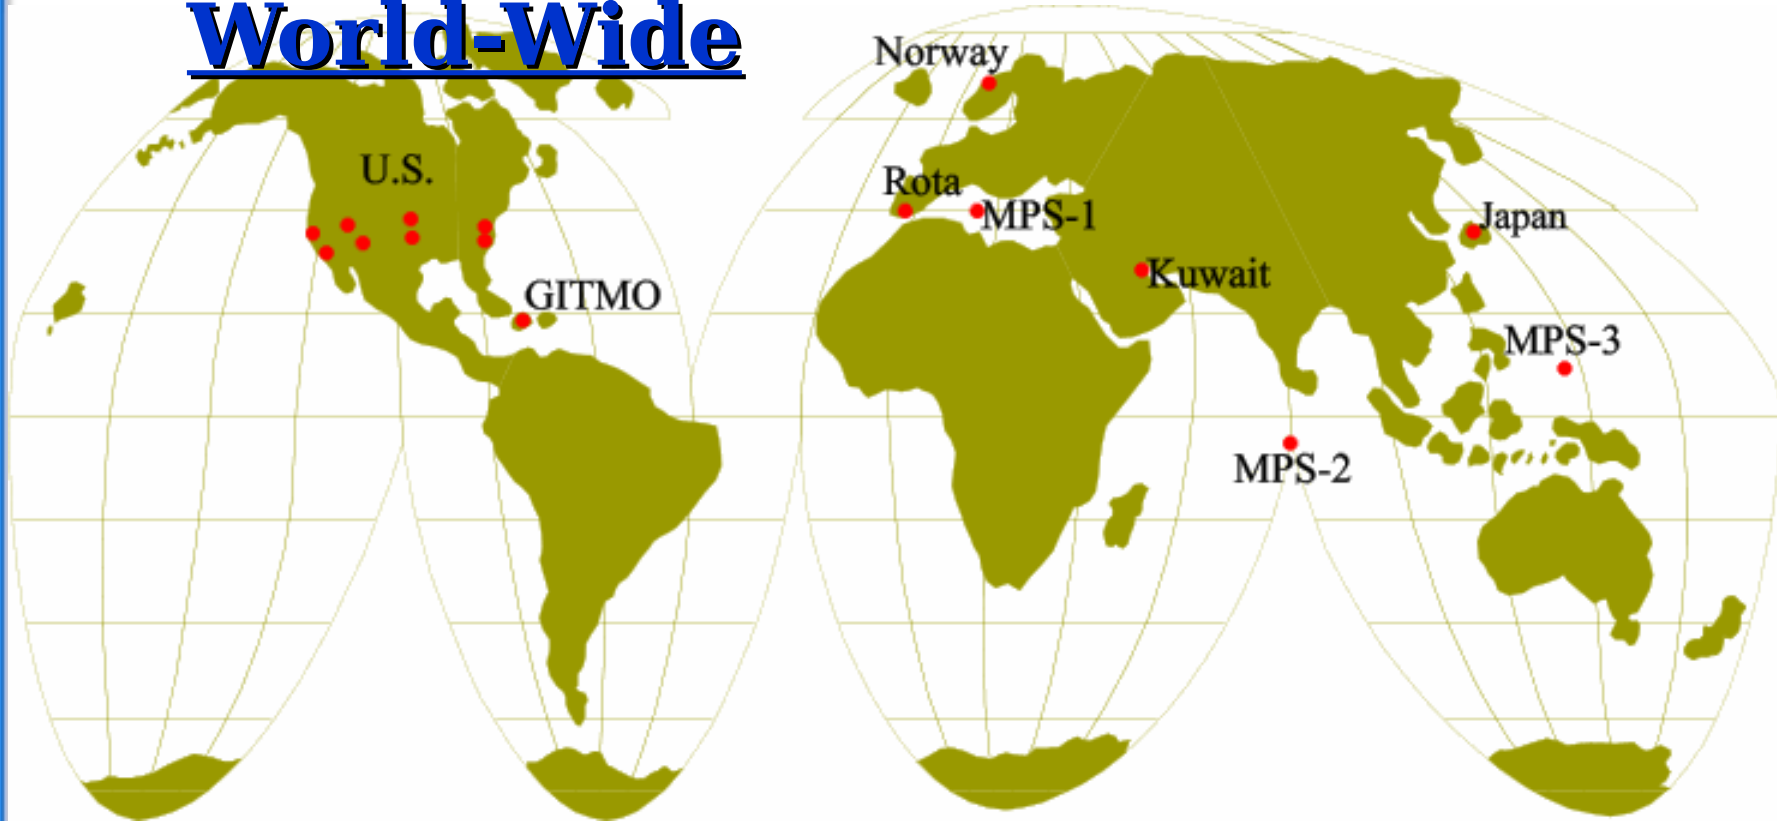 World-Wide
Norway
U.S.
Rota
MPS-1
Japan
Kuwait
GITMO
MPS-3
MPS-2